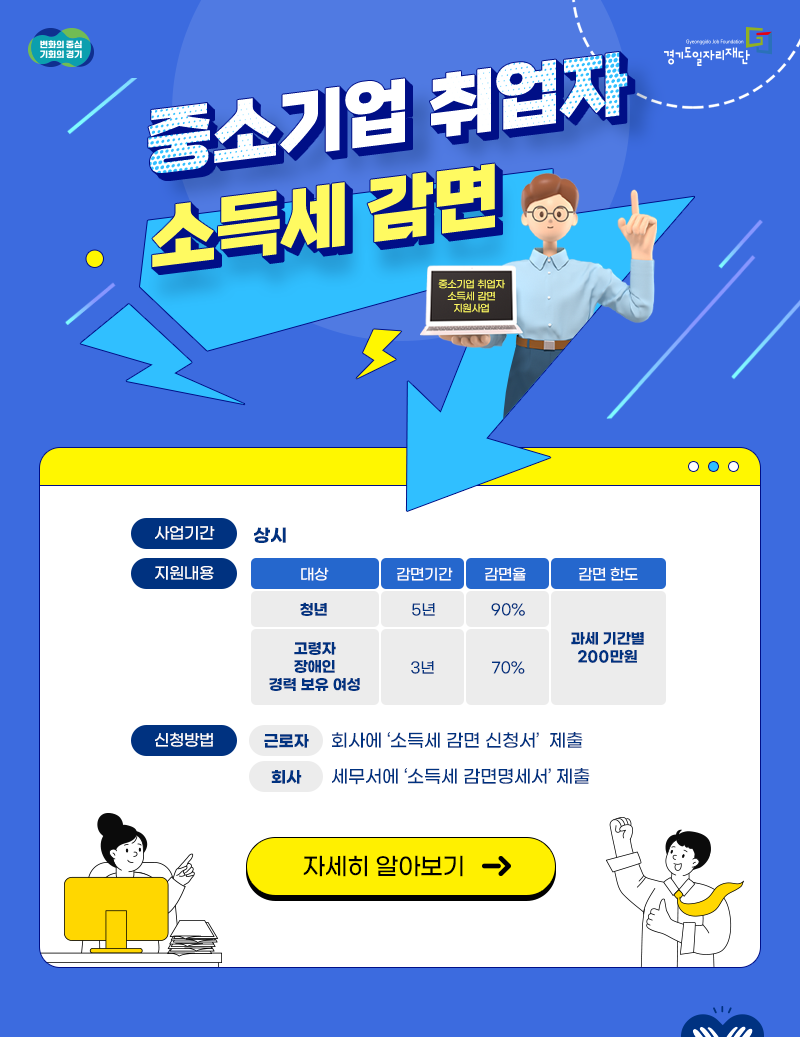 변화의 중심
기회의 경기
Gyeonggido Job Foundation
경기도일자리재단
중소기업 취업자
소득세 감면
중소기업 취업자
소득세 감면
지원사업
사업기간 상시
지원내용 대상 감면기간 감면율 감면 한도
청년 5년 90%
과세 기간별
200만원
고령자
장애인
경력 보유 여성
3년 70%
신청방법 근로자 회사에 ‘소득세 감면 신청서’ 제출
회사 세무서에 ‘소득세 감면명세서’ 제출
자세히 알아보기